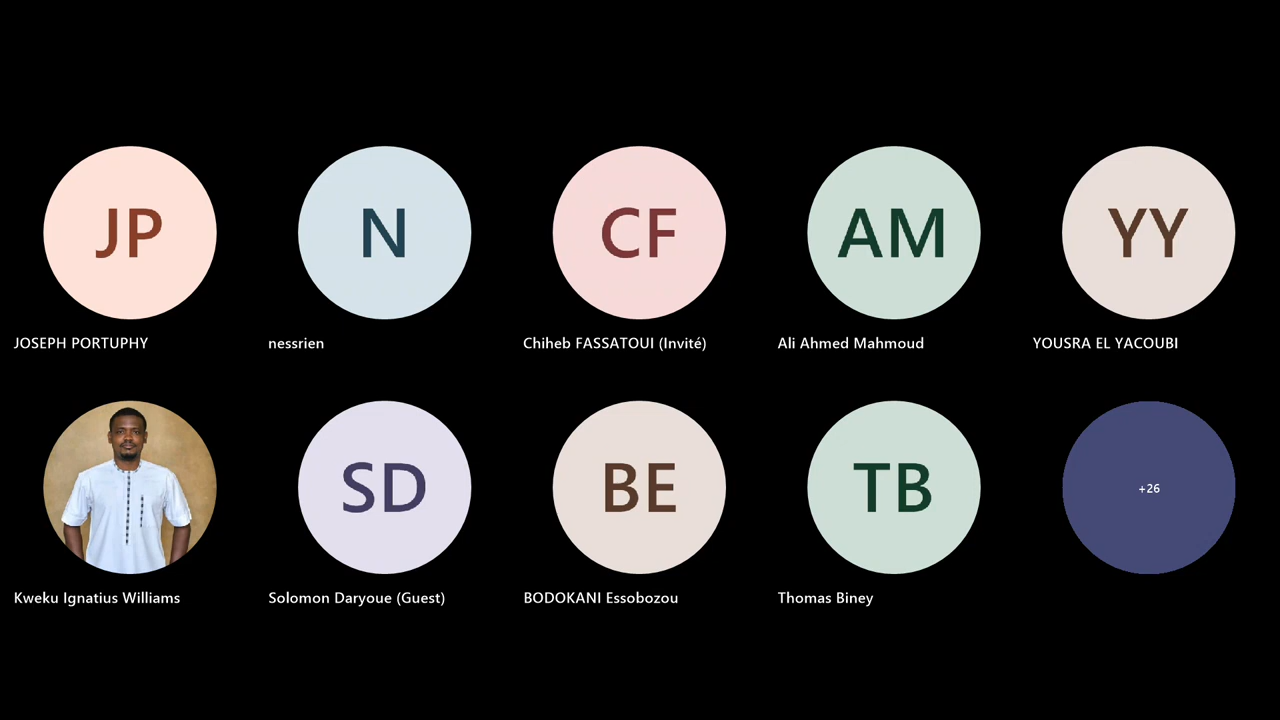 JP
N
CF
AM
YY
JOSEPH PORTUPHY
nessrien
Chiheb FASSATOUI (Invité)
Ali Ahmed Mahmoud
YOUSRA EL YACOUBI
SD
BE
TB
+26
Kweku Ignatius Williams
Solomon Daryoue (Guest)
BODOKANI Essobozou
Thomas Biney